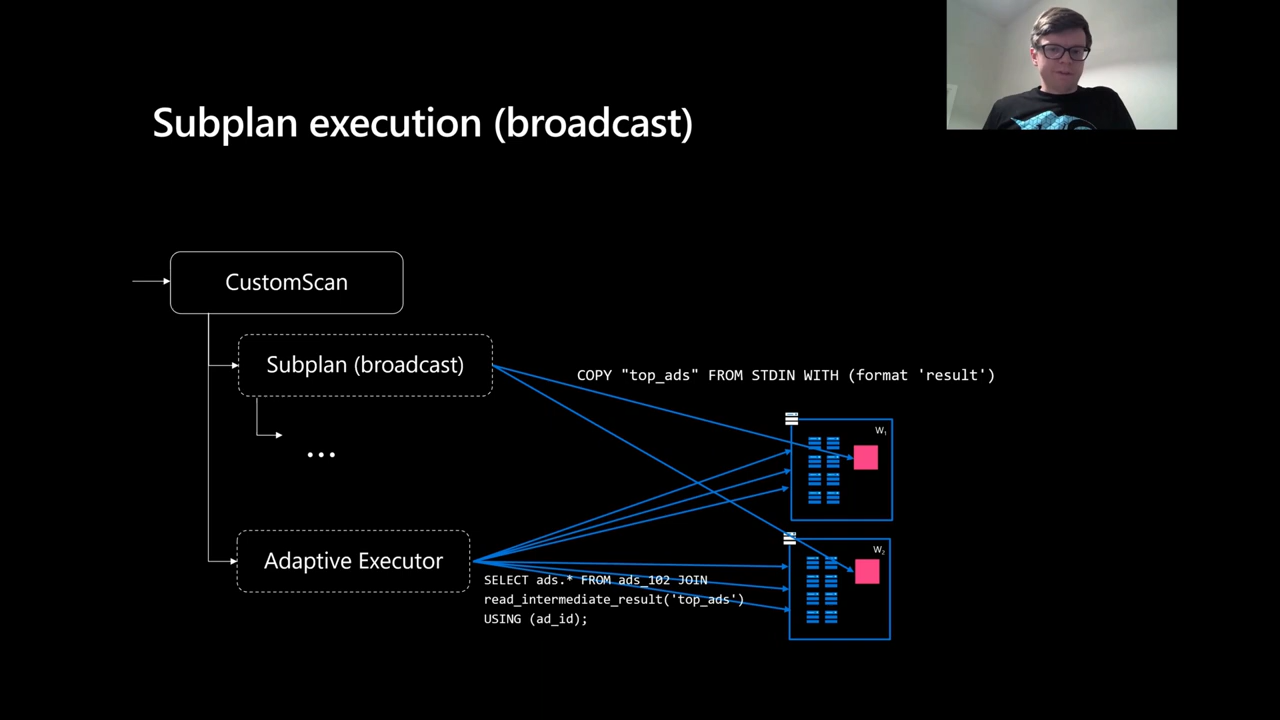 Subplan execution (broadcast)
CustomScan
Subplan (broadcast)
COPY "top_ads" FROM STDIN WITH (format 'result')
W1
...
W2
Adaptive Executor
SELECT ads.* FROM ads_102 JOIN
read_intermediate_result('top_ads')
USING (ad_id);